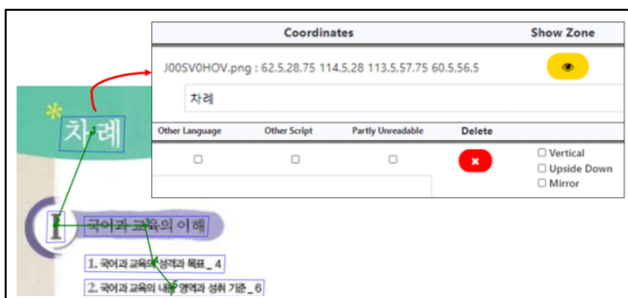 Coordinates
Show Zone
J00SV0HOV.png : 62.5.28.75 114.5.28 113.5.57.75 60.5.56.5
차례
Other Language
Other Script
Partly Unreadable
Delete
Vertical
Upside Down
Mirror
차례
I 국어과 교육의 이해
1. 국어과 교육의 성격과 목표 _ 4
2. 국어과 교육의 내용 영역과 성취 기준 _ 6